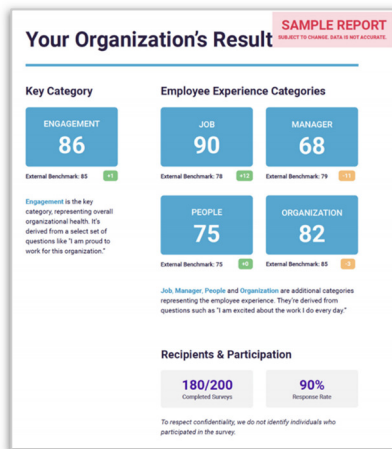 SAMPLE REPORT
SUBJECT TO CHANGE. DATA IS NOT ACCURATE.
Your Organization's Result
Key Category
ENGAGEMENT
86
External Benchmark: 85
+1
Engagement is the key
category, representing overall
organizational health. It's
derived from a select set of
questions like "I am proud to
work for this organization."
Employee Experience Categories
JOB
90
External Benchmark: 78
+12
MANAGER
68
External Benchmark: 79
-11
PEOPLE
75
External Benchmark: 75
+0
ORGANIZATION
82
External Benchmark: 85
-3
Job, Manager, People and Organization are additional categories
representing the employee experience. They're derived from
questions such as "I am excited about the work I do every day."
Recipients & Participation
180/200
Completed Surveys
90%
Response Rate
To respect confidentiality, we do not identify individuals who
participated in the survey.